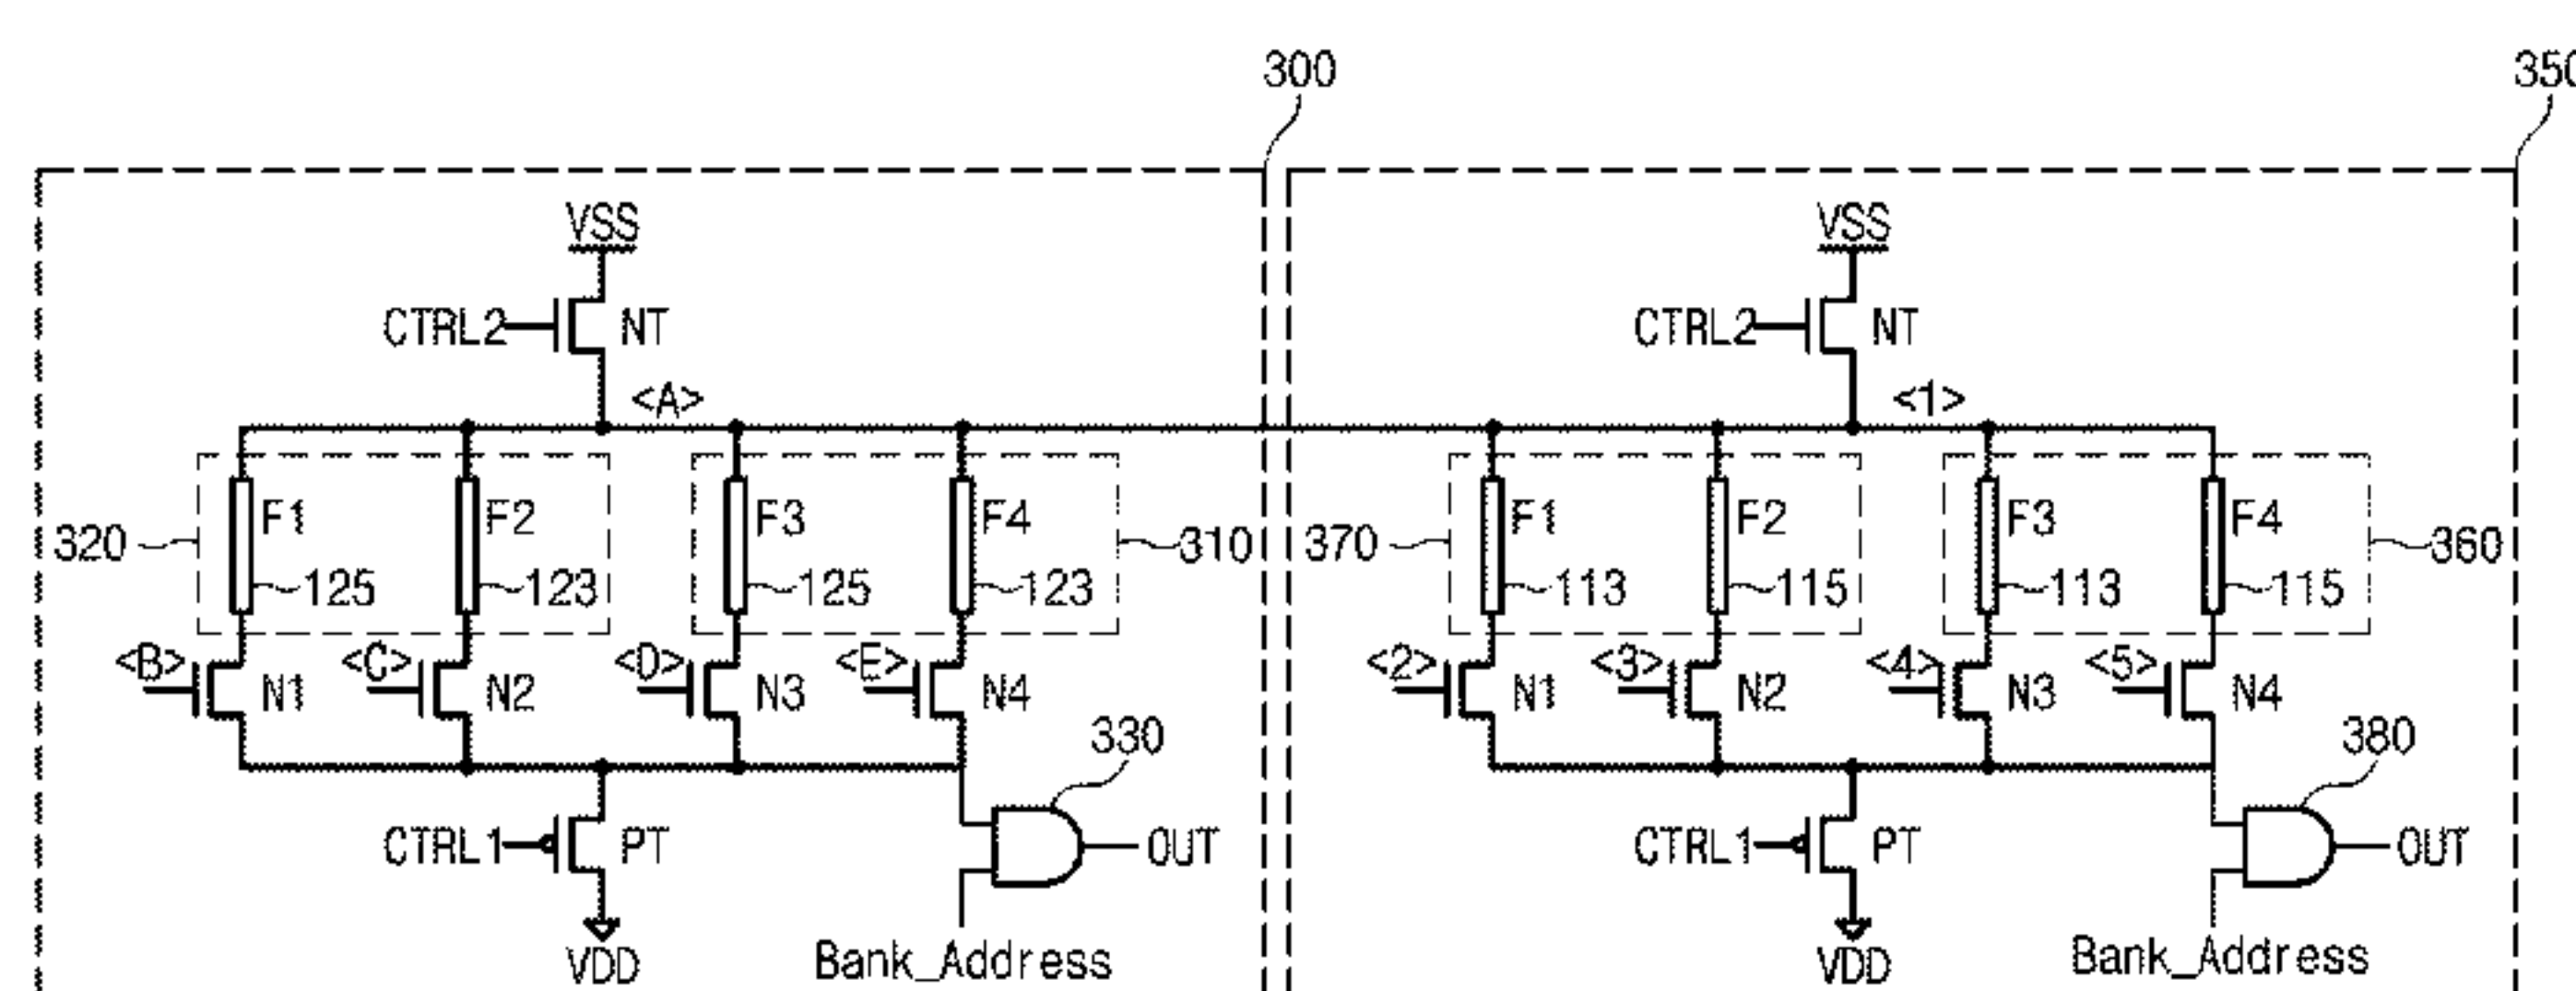 300
350
VSS
VSS
CTRL2
NT
CTRL2
NT
<A>
<1>
F1
F2
F3
F4
F1
F2
F3
F4
320
310
370
360
125
123
125
123
113
115
113
115
<B>
<C>
<D>
<E>
<2>
<3>
<4>
<5>
N1
N2
N3
N4
N1
N2
N3
N4
330
380
CTRL1
PT
OUT
CTRL1
PT
OUT
VDD
Bank_Address
VDD
Bank_Address